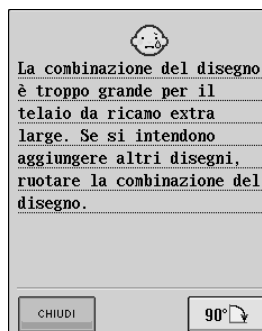 La combinazione del disegno
è troppo grande per il
telaio da ricamo extra
large. Se si intendono
aggiungere altri disegni,
ruotare la combinazione del
disegno.
CHIUDI
90°